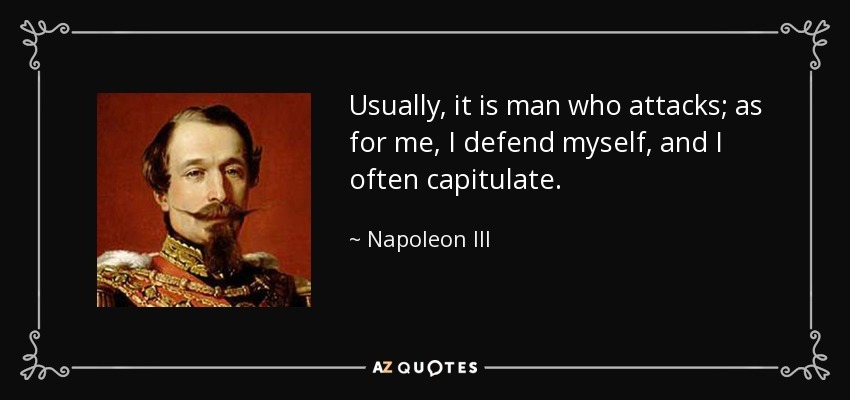 Usually, it is man who attacks; as
for me, I defend myself, and I
often capitulate.
~ Napoleon III
AZ QUOTES